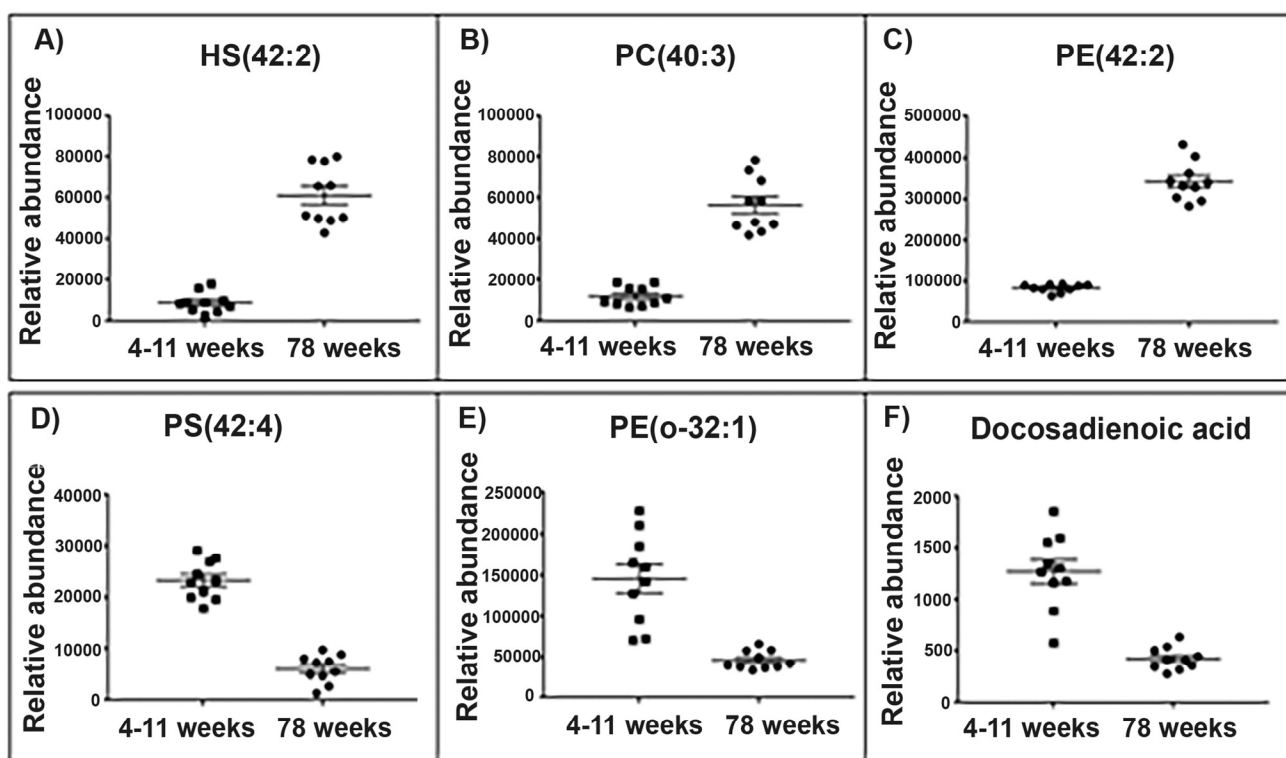 A)
HS(42:2)
Relative abundance
100000
80000
60000
40000
20000
0
4-11 weeks
78 weeks
B)
PC(40:3)
Relative abundance
100000
80000
60000
40000
20000
0
4-11 weeks
78 weeks
C)
PE(42:2)
Relative abundance
500000
400000
300000
200000
100000
0
4-11 weeks
78 weeks
D)
PS(42:4)
Relative abundance
40000
30000
20000
10000
0
4-11 weeks
78 weeks
E)
PE(o-32:1)
Relative abundance
250000
200000
150000
100000
50000
0
4-11 weeks
78 weeks
F)
Docosadienoic acid
Relative abundance
2000
1500
1000
500
0
4-11 weeks
78 weeks